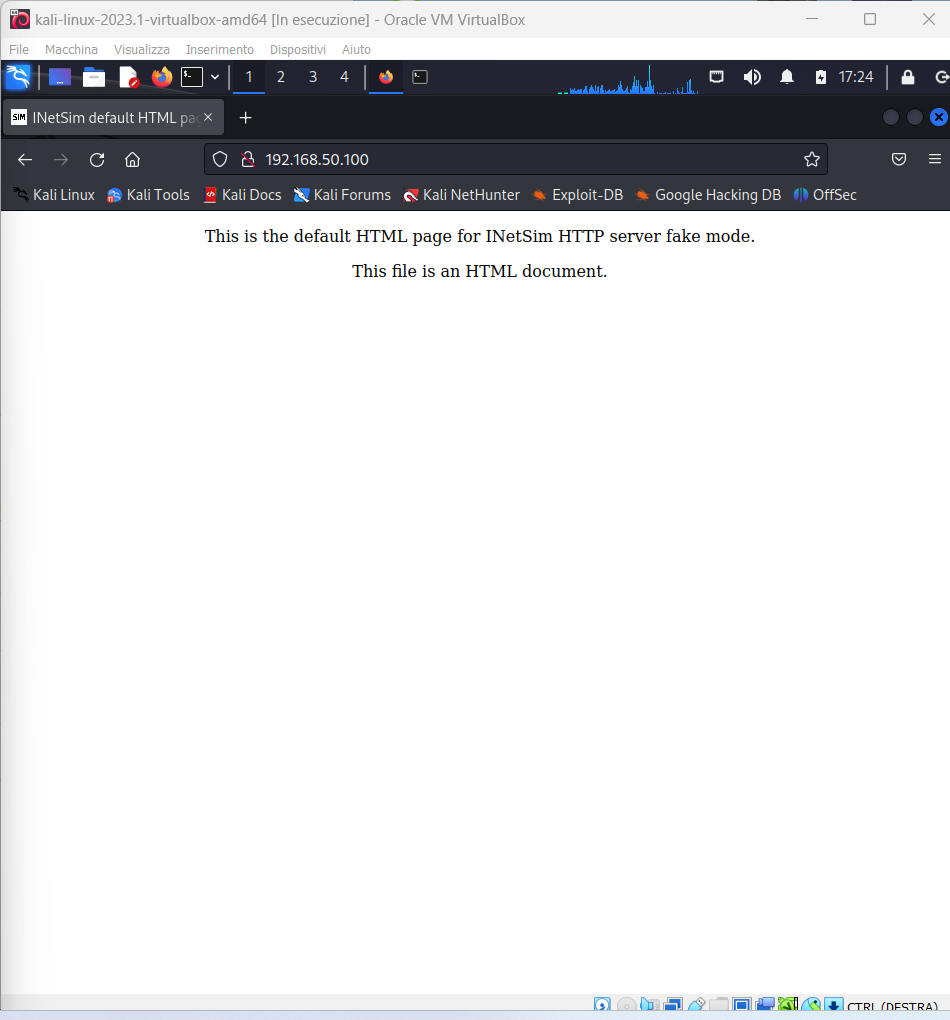 kali-linux-2023.1-virtualbox-amd64 [In esecuzione] - Oracle VM VirtualBox
File Macchina Visualizza Inserimento Dispositivi Aiuto
1 2 3 4 17:24
SIM INetSim default HTML pa
192.168.50.100
Kali Linux Kali Tools Kali Docs Kali Forums Kali NetHunter Exploit-DB Google Hacking DB OffSec
This is the default HTML page for INetSim HTTP server fake mode.
This file is an HTML document.
CTRL (DESTRA)